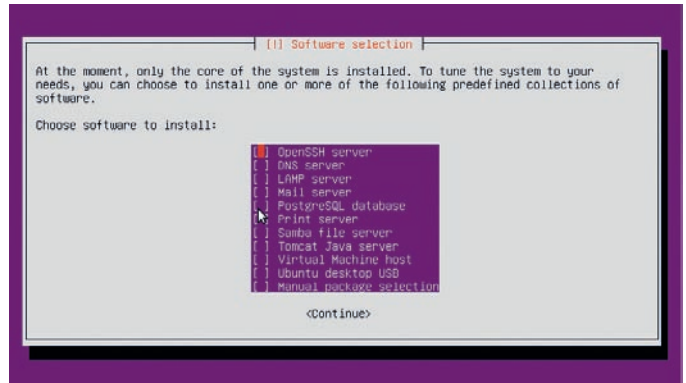 [!] Software selection
At the moment, only the core of the system is installed. To tune the system to your
needs, you can choose to install one or more of the following predefined collections of
software.
Choose software to install:
[ ] OpenSSH server
[ ] DNS server
[ ] LAMP server
[ ] Mail server
[ ] PostgreSQL database
[ ] Print server
[ ] Samba file server
[ ] Tomcat Java server
[ ] Virtual Machine host
[ ] Ubuntu desktop USB
[ ] Manual package selection
<Continue>